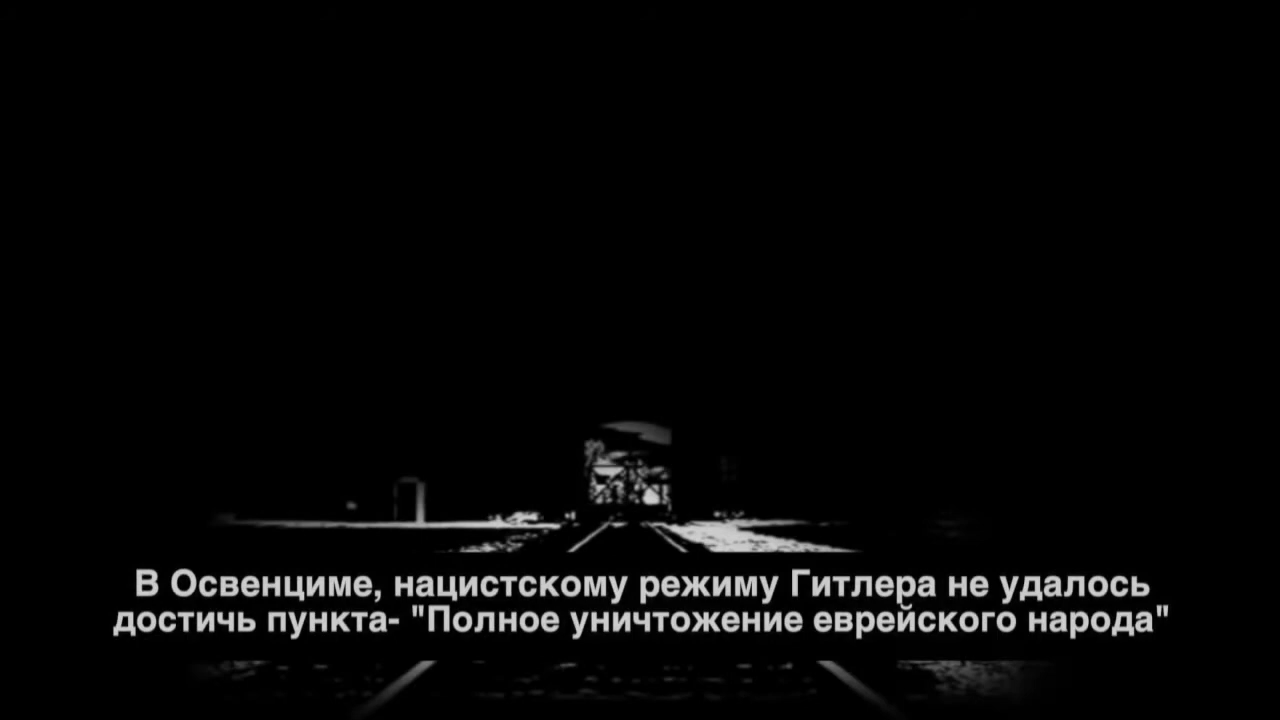 В Освенциме, нацистскому режиму Гитлера не удалось
достичь пункта- "Полное уничтожение еврейского народа"